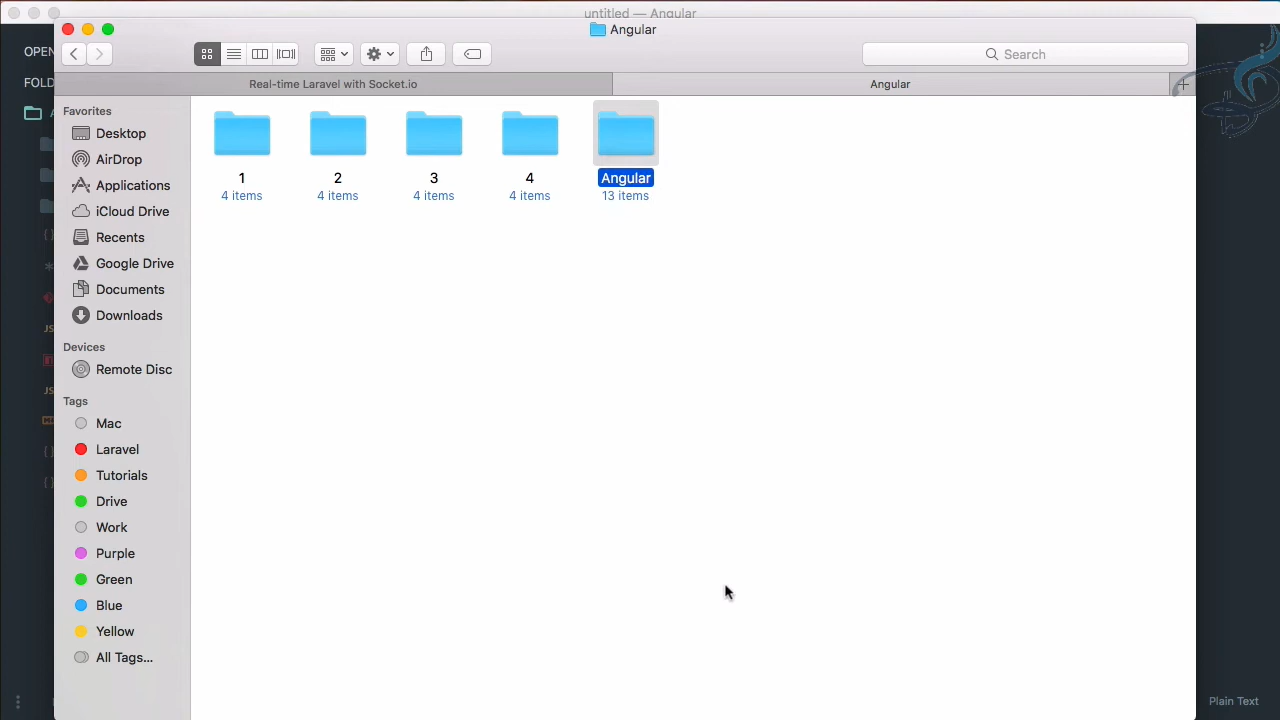 untitled — Angular
Angular
Search
Real-time Laravel with Socket.io
Angular
OPEN
FOLD
Favorites
Desktop
AirDrop
Applications
iCloud Drive
Recents
Google Drive
Documents
Downloads
Devices
Remote Disc
Tags
Mac
Laravel
Tutorials
Drive
Work
Purple
Green
Blue
Yellow
All Tags...
1
4 items
2
4 items
3
4 items
4
4 items
Angular
13 items
JS
JS
Plain Text